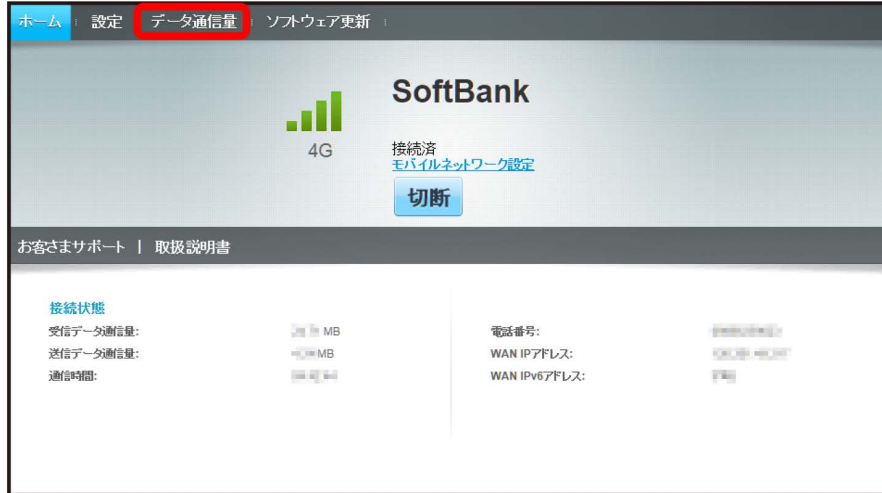 ホーム 設定 データ通信量 ソフトウェア更新
SoftBank
4G
接続済
モバイルネットワーク設定
切断
お客さまサポート | 取扱説明書
接続状態
受信データ通信量: MB
送信データ通信量: MB
通信時間:
電話番号:
WAN IPアドレス:
WAN IPv6アドレス: